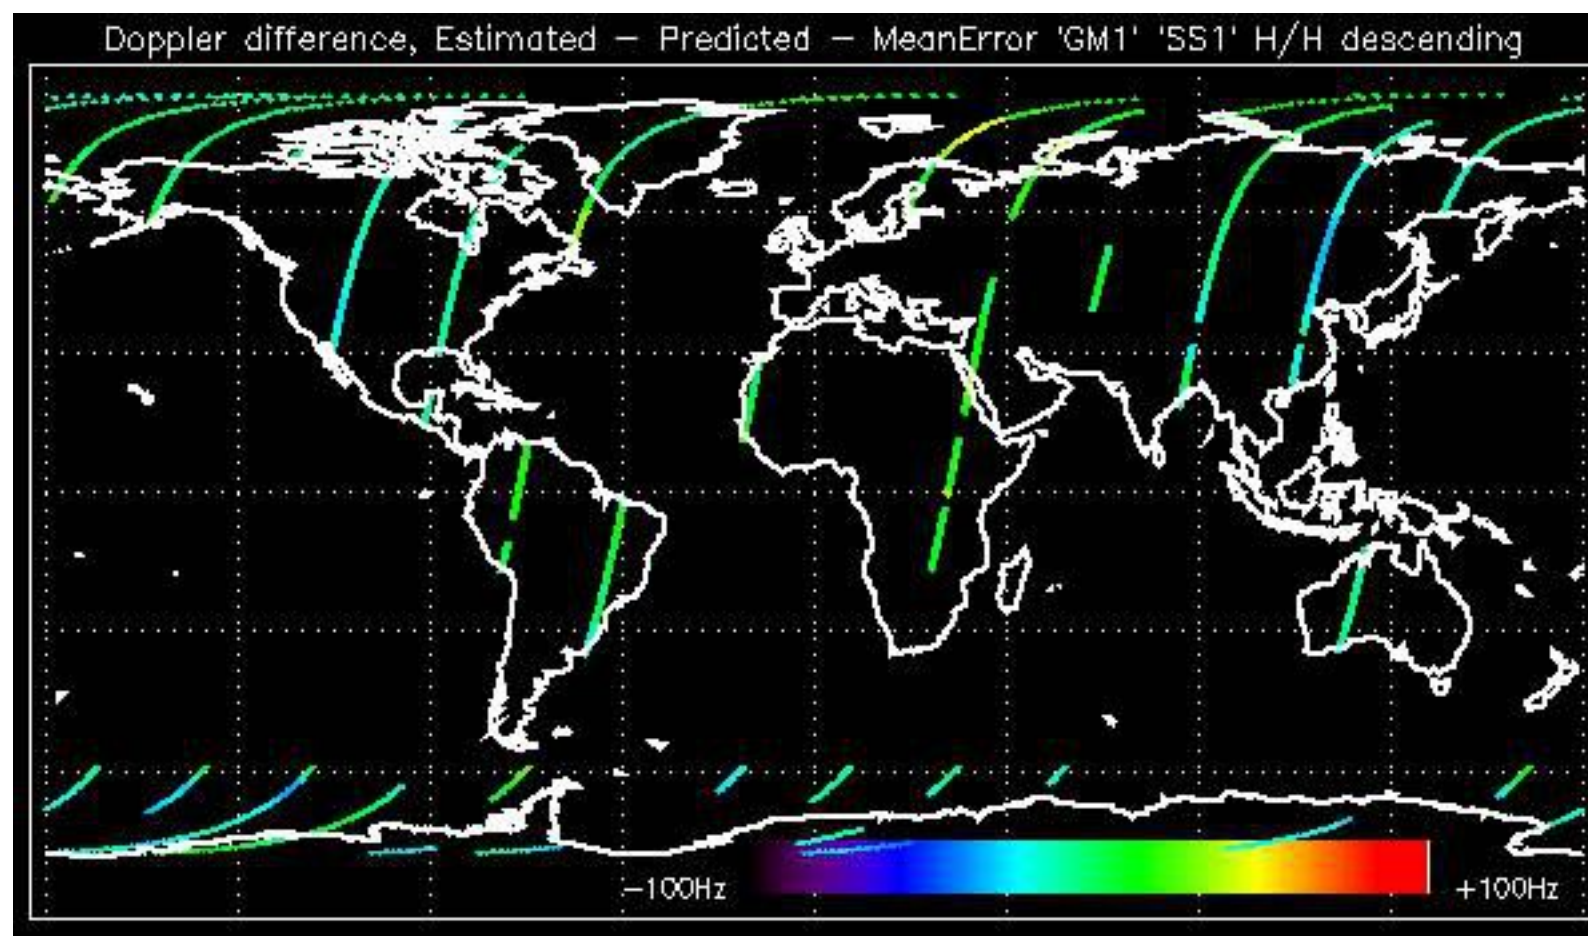 Doppler difference, Estimated — Predicted — MeanError 'GM1' 'SS1' H/H descending
−100Hz +100Hz